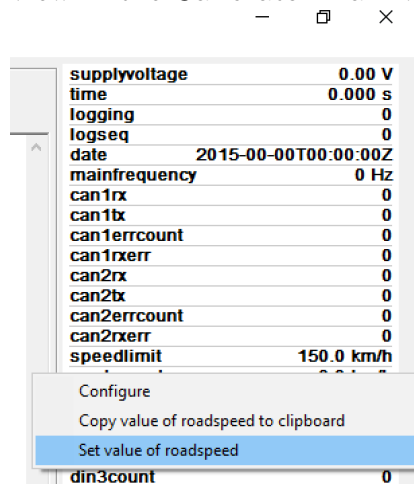 supplyvoltage 0.00 V
time 0.000 s
logging 0
logseq 0
date 2015-00-00T00:00:00Z
mainfrequency 0 Hz
can1rx 0
can1tx 0
can1errcount 0
can1rxerr 0
can2rx 0
can2tx 0
can2errcount 0
can2rxerr 0
speedlimit 150.0 km/h
Configure
Copy value of roadspeed to clipboard
Set value of roadspeed
din3count 0